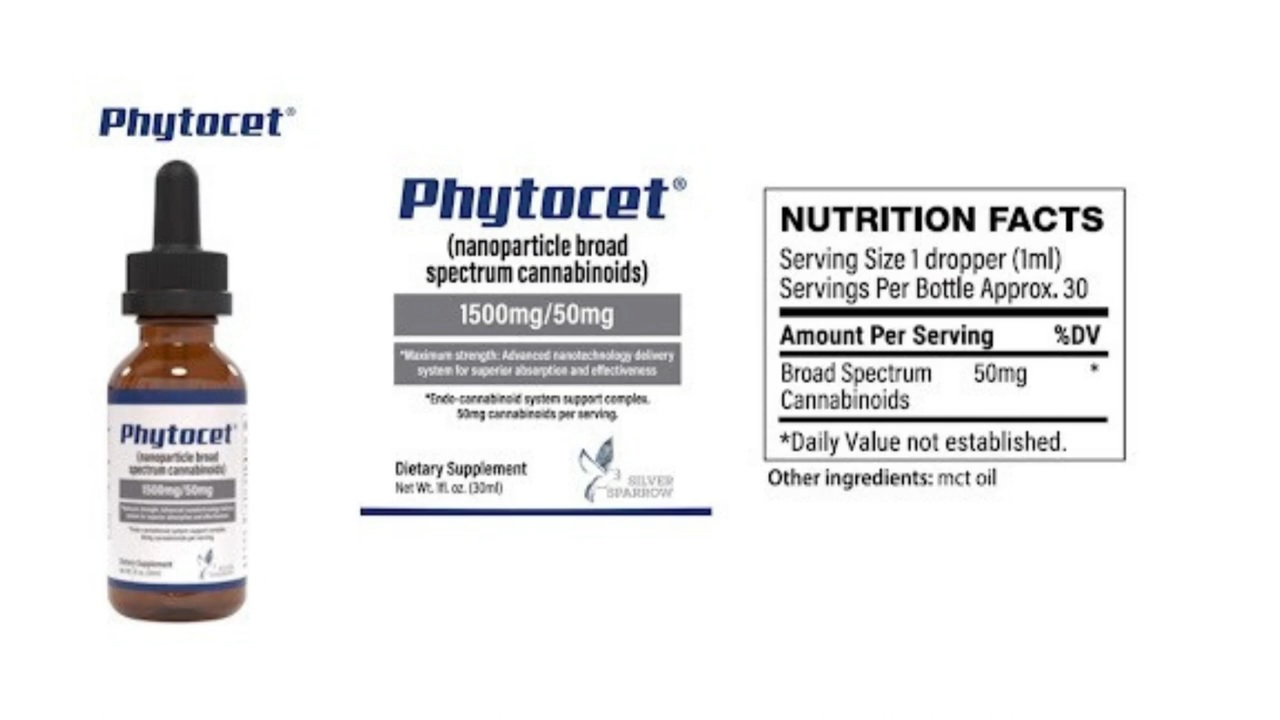 Phytocet®
Phytocet®
(nanoparticle broad
spectrum cannabinoids)
1500mg/50mg
Dietary Supplement
Phytocet®
(nanoparticle broad
spectrum cannabinoids)
1500mg/50mg
*Maximum strength: Advanced nanotechnology delivery
system for superior absorption and effectiveness
*Endo-cannabinoid system support complex.
50mg cannabinoids per serving.
Dietary Supplement
Net Wt. 1fl. oz. (30ml)
SILVER
SPARROW
NUTRITION FACTS
Serving Size 1 dropper (1ml)
Servings Per Bottle Approx. 30
Amount Per Serving %DV
Broad Spectrum 50mg *
Cannabinoids
*Daily Value not established.
Other ingredients: mct oil